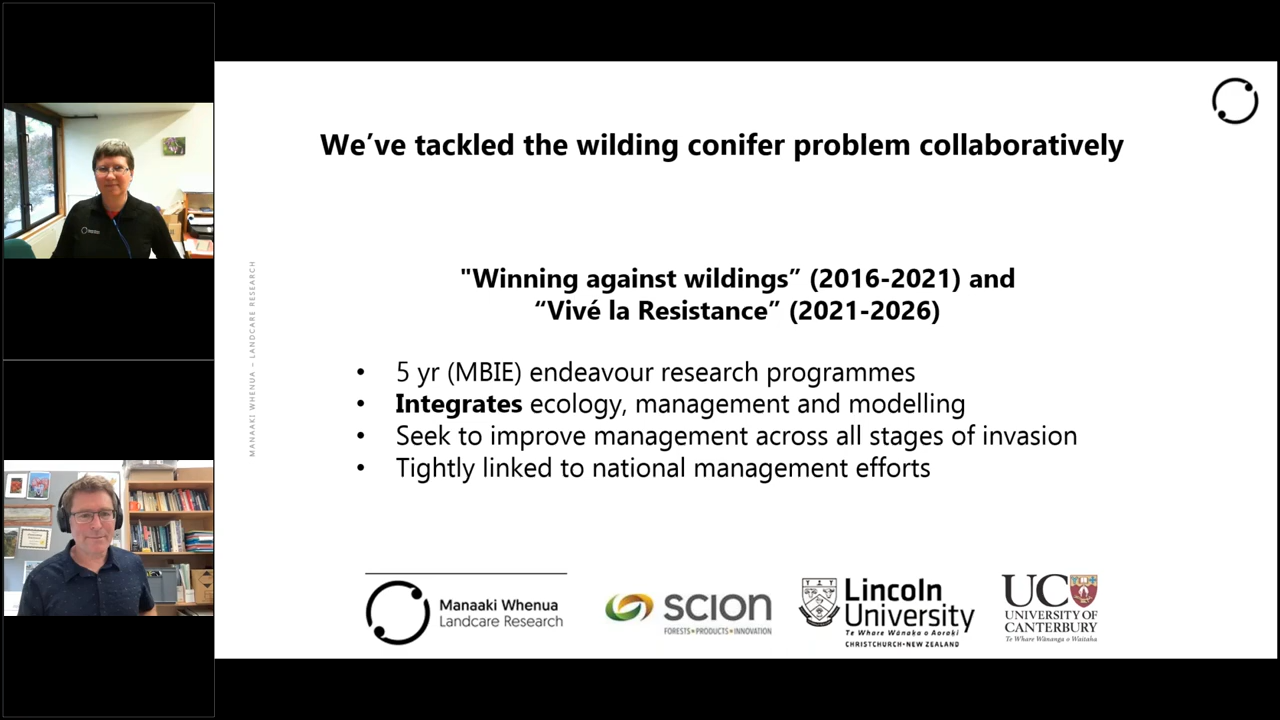 We´ve tackled the wilding conifer problem collaboratively
"Winning against wildings” (2016-2021) and
“Vivé la Resistance” (2021-2026)
• 5 yr (MBIE) endeavour research programmes
• Integrates ecology, management and modelling
• Seek to improve management across all stages of invasion
• Tightly linked to national management efforts
MANAAKI WHENUA – LANDCARE RESEARCH
Manaaki Whenua
Landcare Research
SCION
FORESTS•PRODUCTS•INNOVATION
Lincoln
University
Te Whare Wānaka o Aoraki
CHRISTCHURCH•NEW ZEALAND
UC
UNIVERSITY OF
CANTERBURY
Te Whare Wānanga o Waitaha